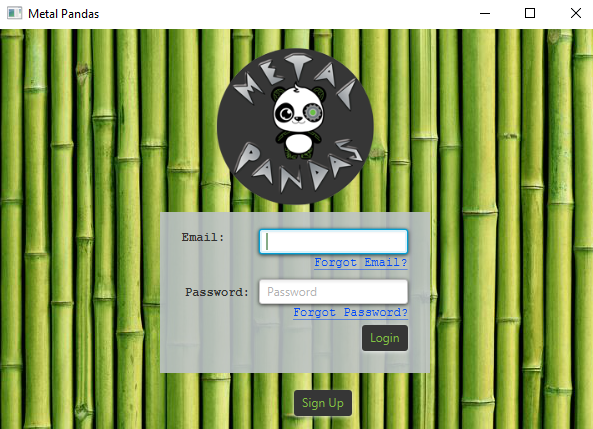 Metal Pandas
METAL
PANDAS
Email:
Forgot Email?
Password: Password
Forgot Password?
Login
Sign Up